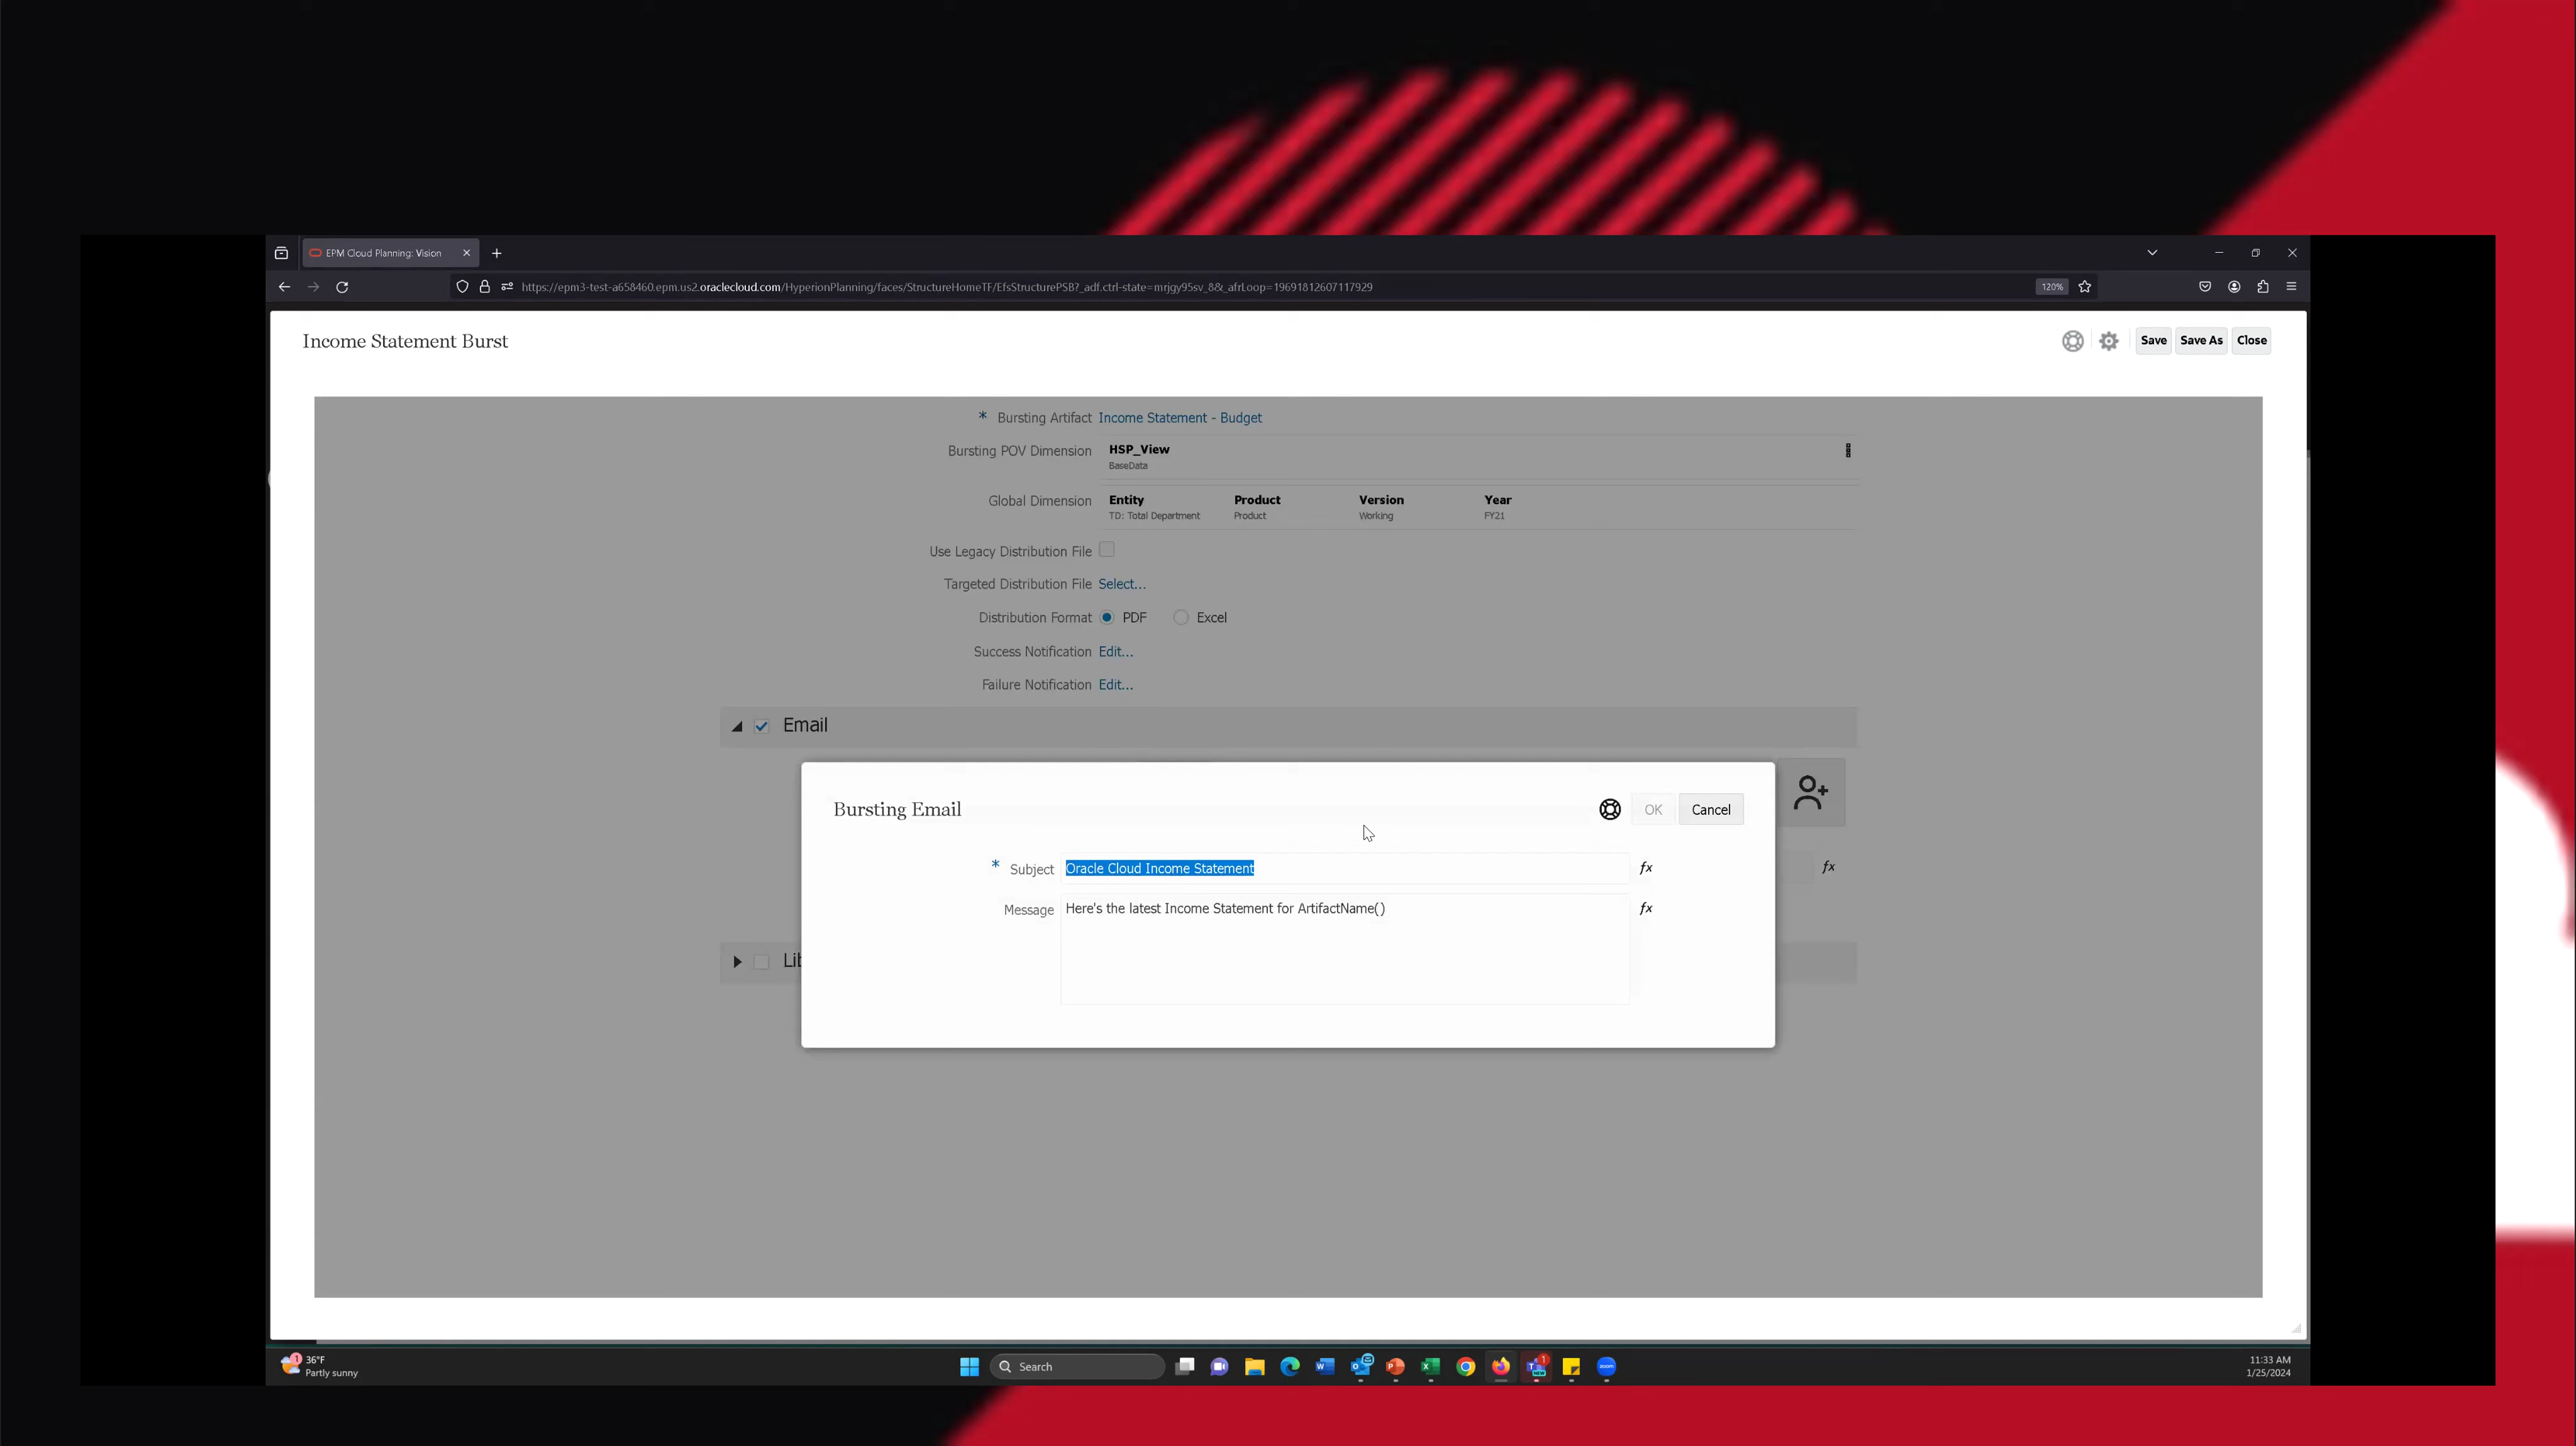 EPM Cloud Planning: Vision
https://epm3-test-a658460.epm.us2.oraclecloud.com/HyperionPlanning/faces/StructureHomeTF/EfsStructurePSB?_adf.ctrl-state=mrjgy95sv_8&_afrLoop=19691812607117929
120%
Income Statement Burst
Save
Save As
Close
* Bursting Artifact Income Statement - Budget
Bursting POV Dimension HSP_View
BaseData
Global Dimension Entity Product Version Year
TD: Total Department Product Working FY21
Use Legacy Distribution File
Targeted Distribution File Select...
Distribution Format PDF Excel
Success Notification Edit...
Failure Notification Edit...
Email
Bursting Email
OK
Cancel
* Subject Oracle Cloud Income Statement fx
fx
Message Here's the latest Income Statement for ArtifactName() fx
Lib
1
36°F
Partly sunny
Search
1
NEW
zoom
11:33 AM
1/25/2024